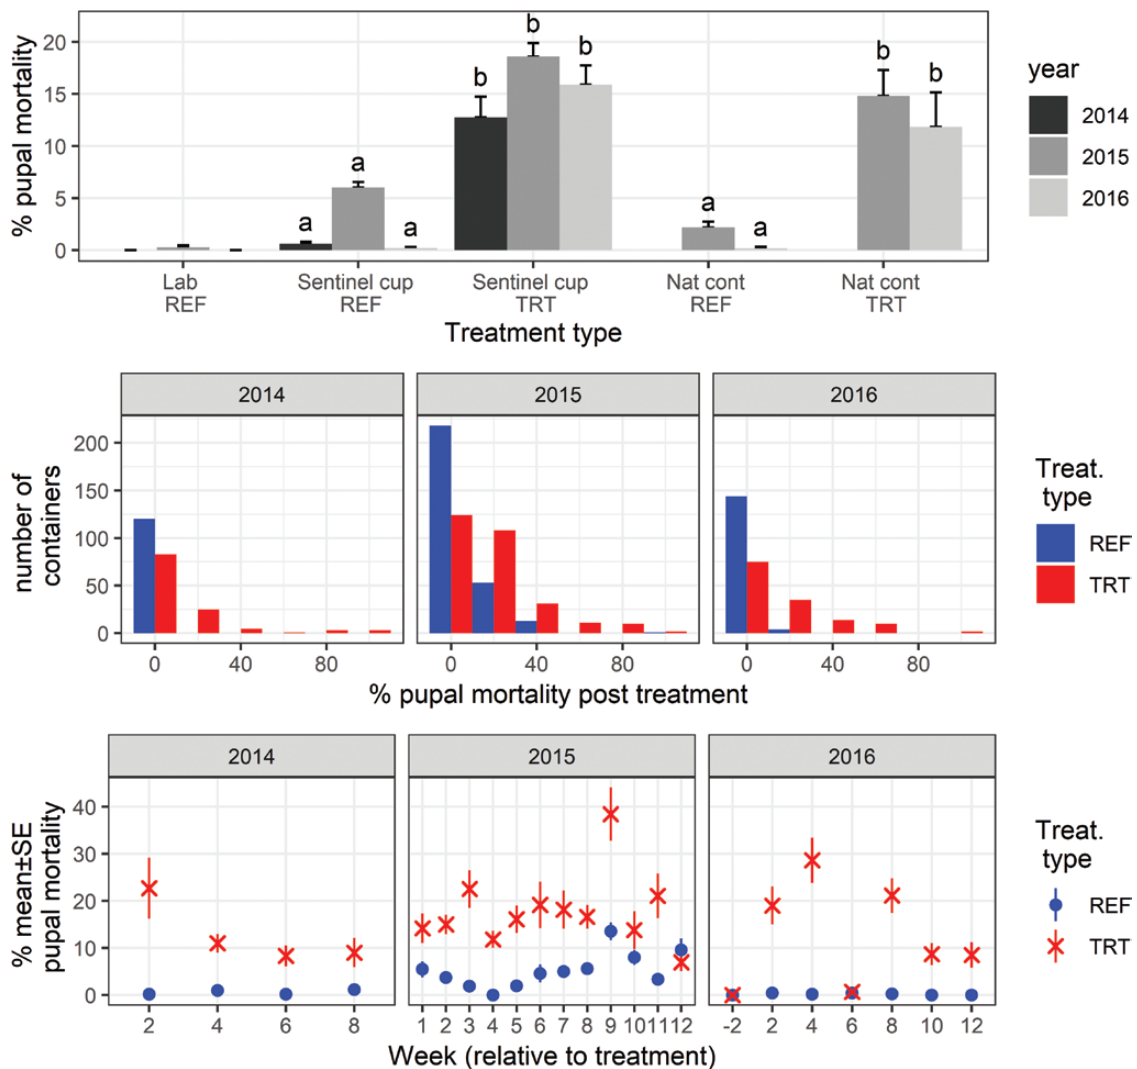 % pupal mortality
20
15
10
5
0
a
a
a
b
b
b
a
a
b
b
Lab
REF
Sentinel cup
REF
Sentinel cup
TRT
Nat cont
REF
Nat cont
TRT
Treatment type
year
2014
2015
2016
2014
2015
2016
number of
containers
200
150
100
50
0
0
40
80
0
40
80
0
40
80
% pupal mortality post treatment
Treat.
type
REF
TRT
2014
2015
2016
% mean±SE
pupal mortality
40
30
20
10
0
2
4
6
8
1
2
3
4
5
6
7
8
9
10
11
12
-2
2
4
6
8
10
12
Week (relative to treatment)
Treat.
type
REF
TRT